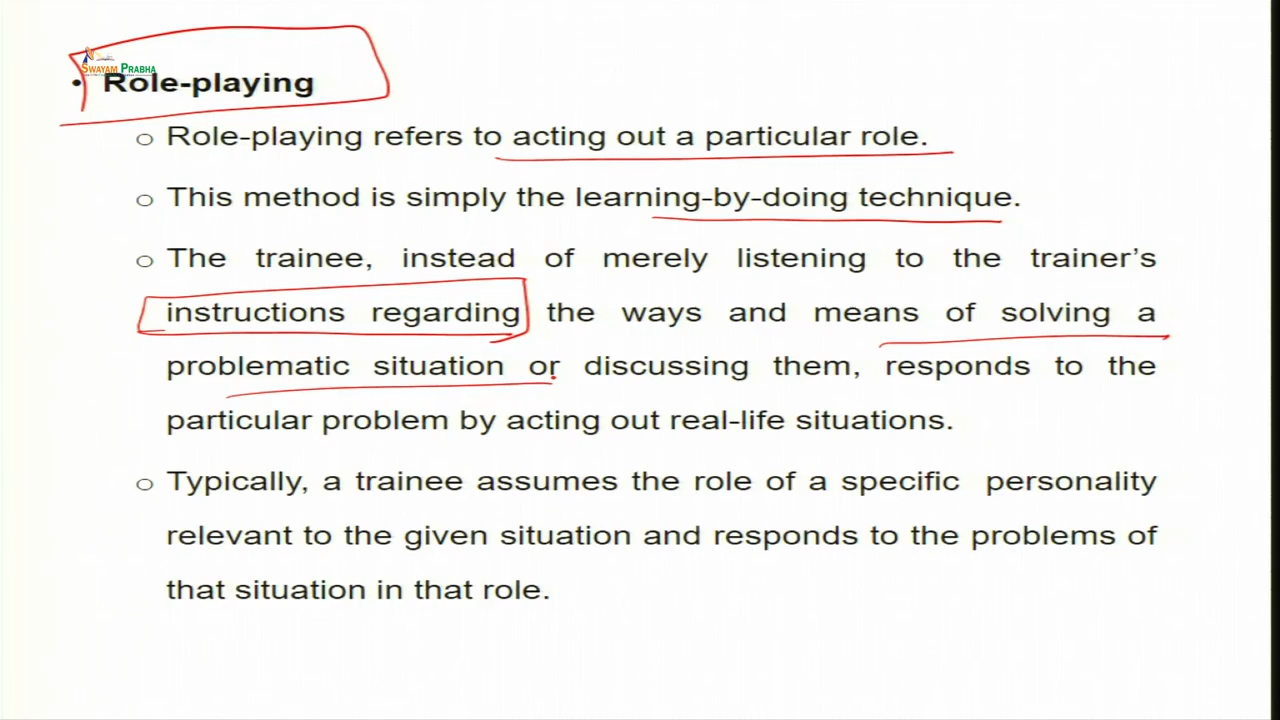 SWAYAM PRABHA
• Role-playing
o Role-playing refers to acting out a particular role.
o This method is simply the learning-by-doing technique.
o The trainee, instead of merely listening to the trainer's
instructions regarding the ways and means of solving a
problematic situation or discussing them, responds to the
particular problem by acting out real-life situations.
o Typically, a trainee assumes the role of a specific personality
relevant to the given situation and responds to the problems of
that situation in that role.